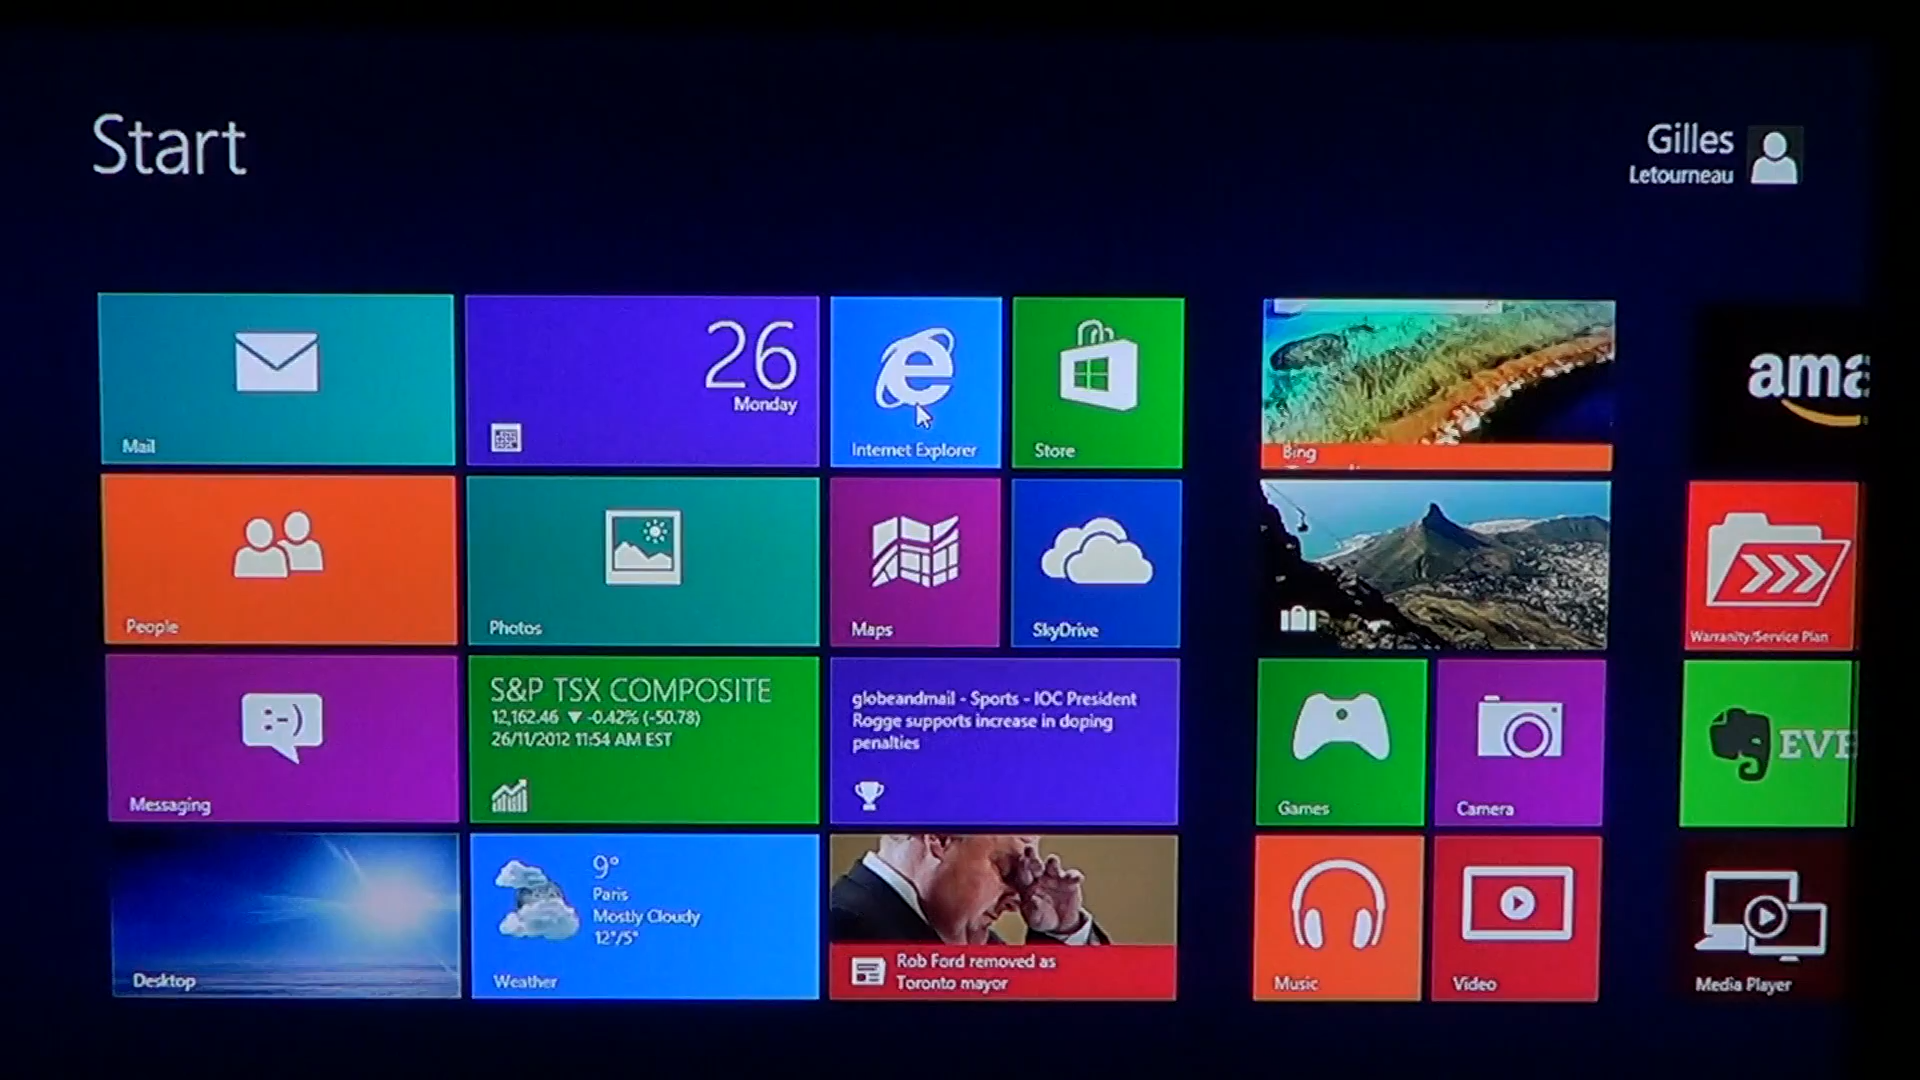 Start
Gilles
Letourneau
Mail
26
Monday
Internet Explorer
Store
Bing
ama
People
Photos
Maps
SkyDrive
Warranty/Service Plan
:-)
Messaging
S&P TSX COMPOSITE
12,162.46 ▼ -0.42% (-50.78)
26/11/2012 11:54 AM EST
globeandmail - Sports - IOC President
Rogge supports increase in doping
penalties
Games
Camera
EVE
Desktop
9°
Paris
Mostly Cloudy
12°/5°
Weather
Rob Ford removed as
Toronto mayor
Music
Video
Media Player